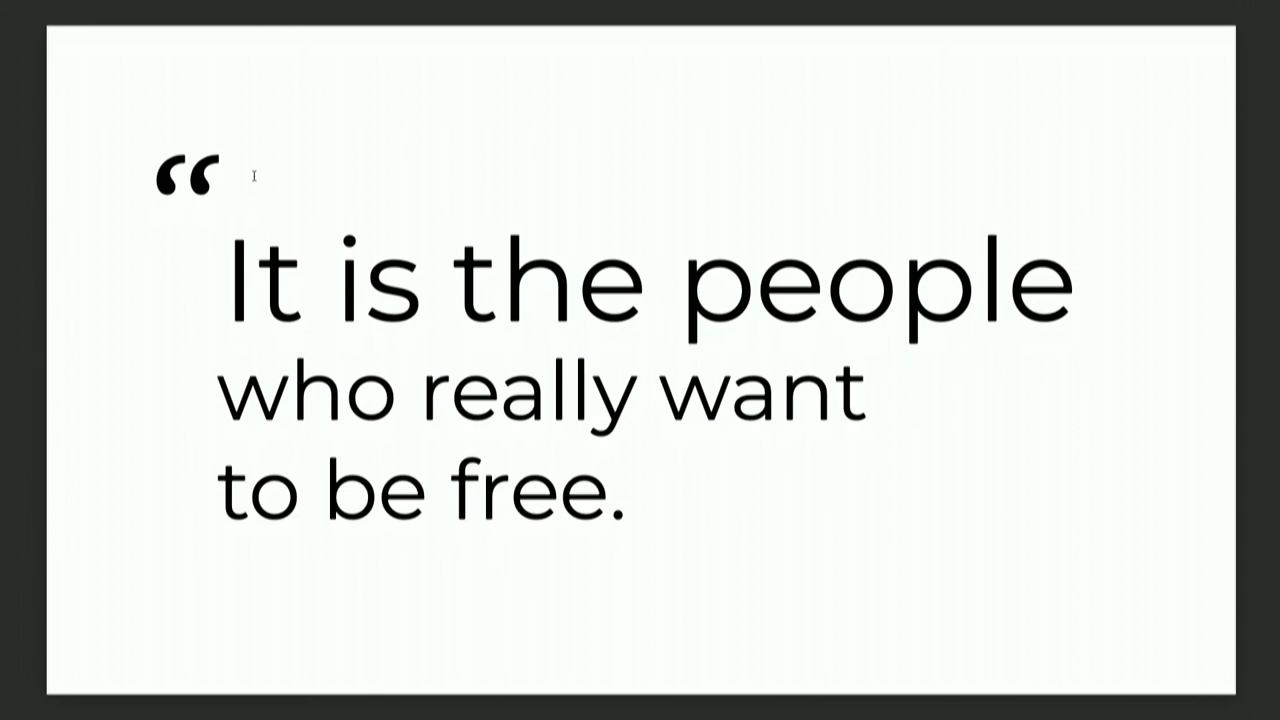 “
It is the people
who really want
to be free.